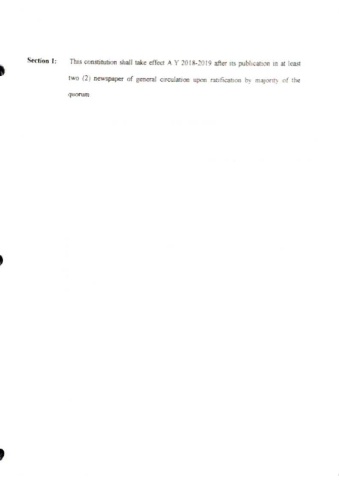 Section 1: This constitution shall take effect A.Y 2018-2019 after its publication in at least
two (2) newspaper of general circulation upon ratification by majority of the
quorum.